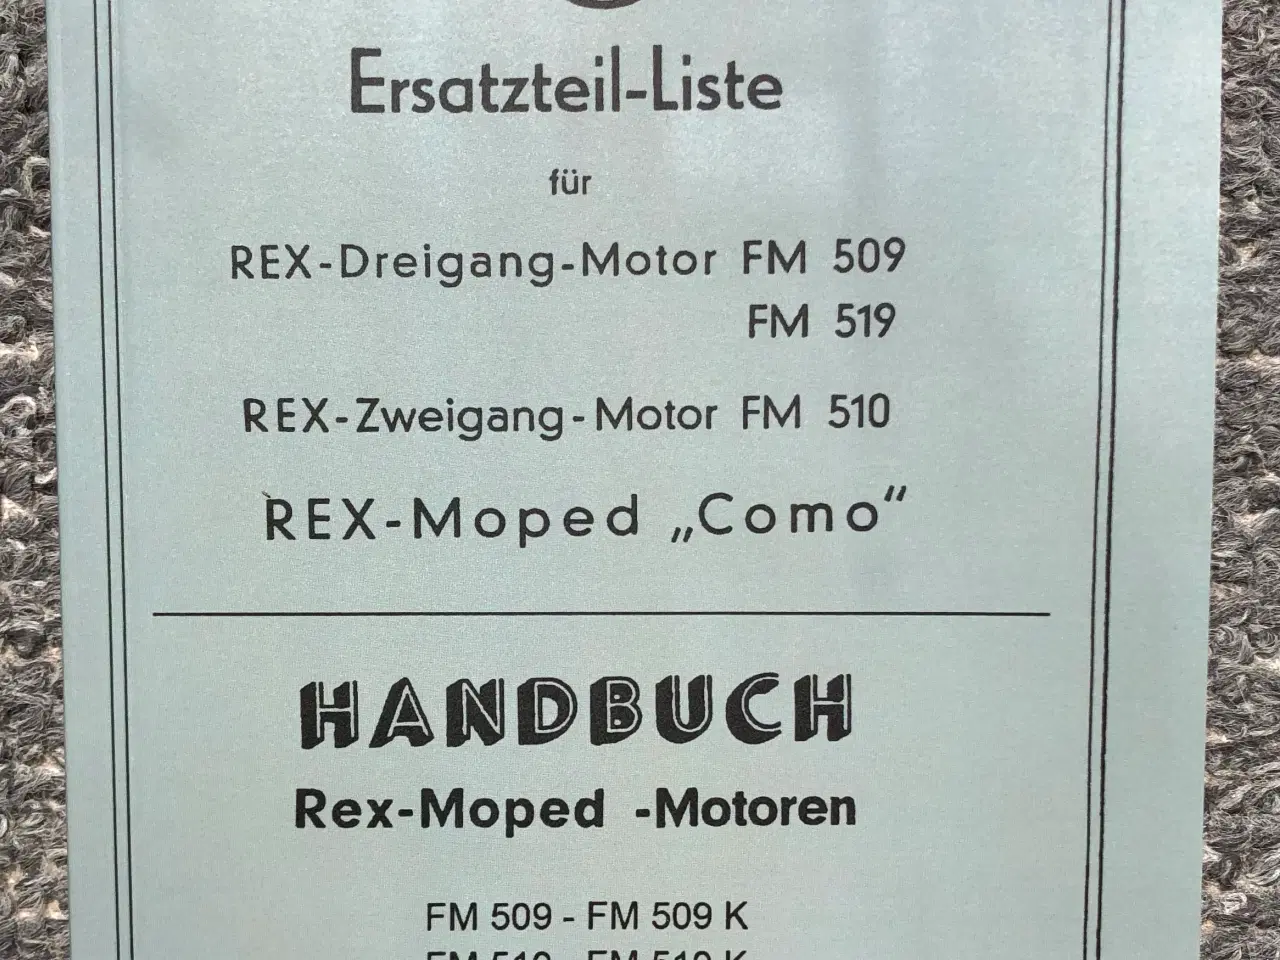 Ersatzteil-Liste
für
REX-Dreigang-Motor FM 509
FM 519
REX-Zweigang-Motor FM 510
REX-Moped „Como“
HANDBUCH
Rex-Moped -Motoren
FM 509 - FM 509 K